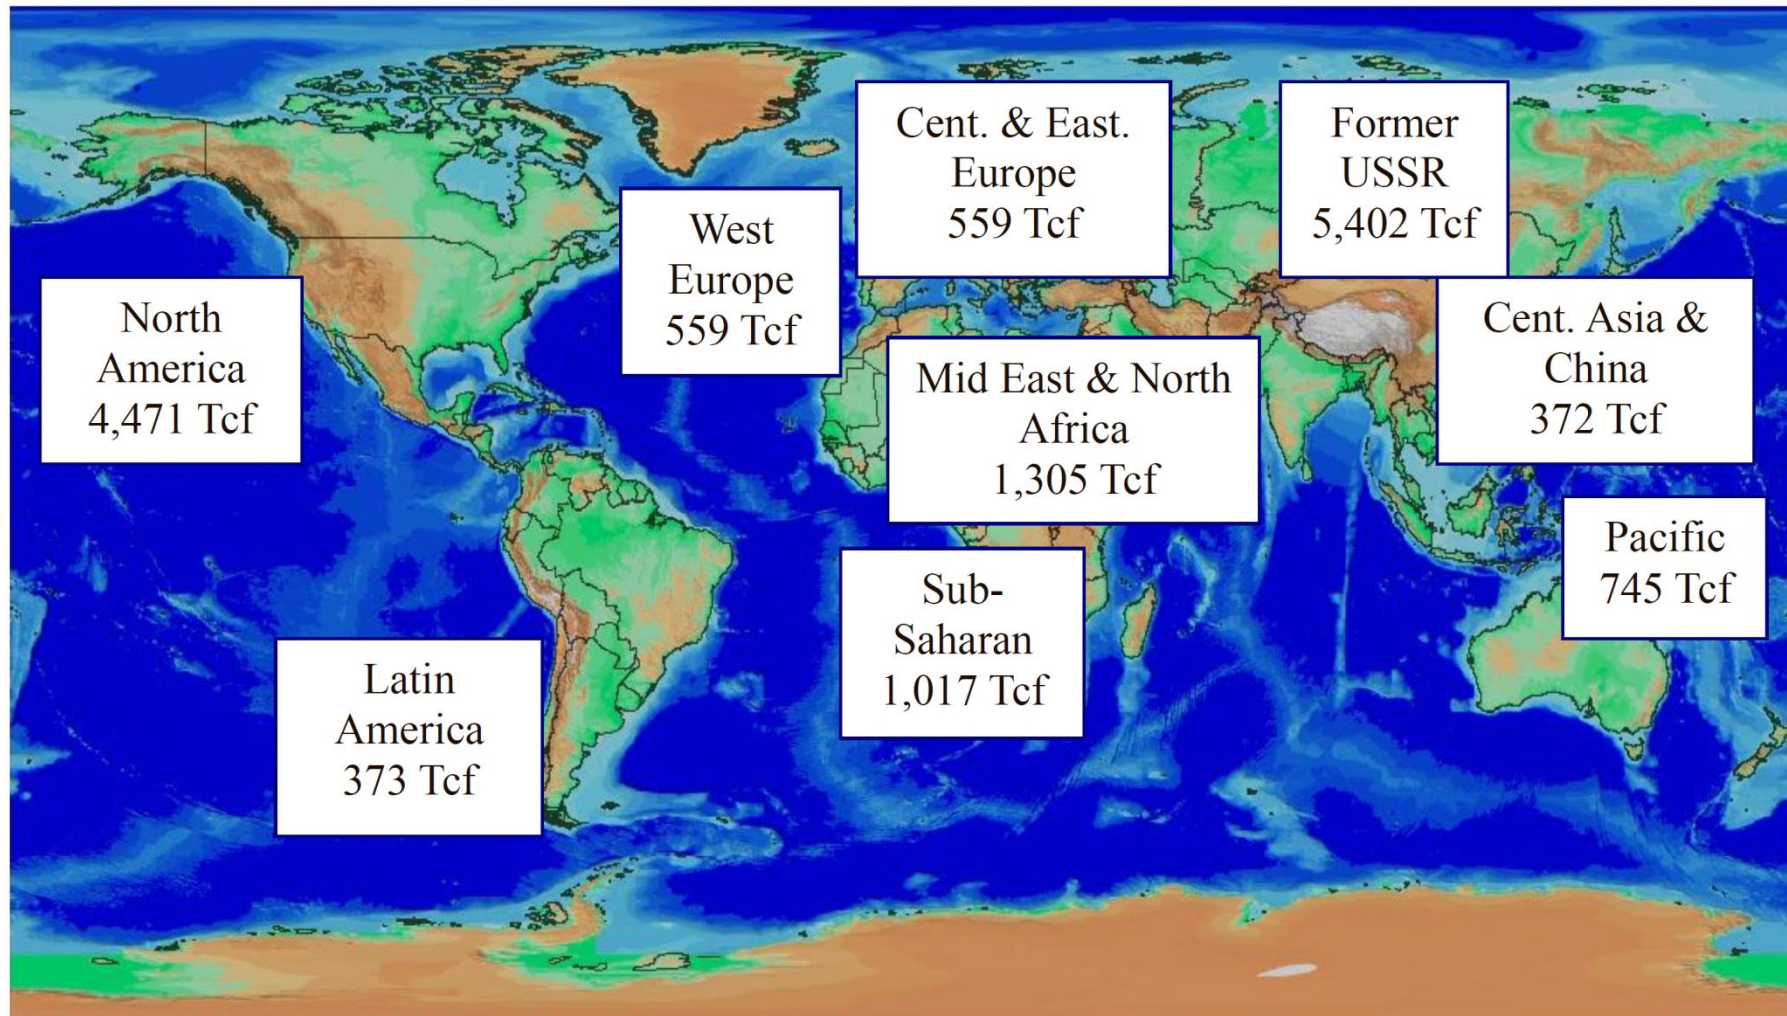 Cent. & East.
Europe
559 Tcf
Former
USSR
5,402 Tcf
West
Europe
559 Tcf
North
America
4,471 Tcf
Cent. Asia &
China
372 Tcf
Mid East & North
Africa
1,305 Tcf
Pacific
745 Tcf
Sub-
Saharan
1,017 Tcf
Latin
America
373 Tcf